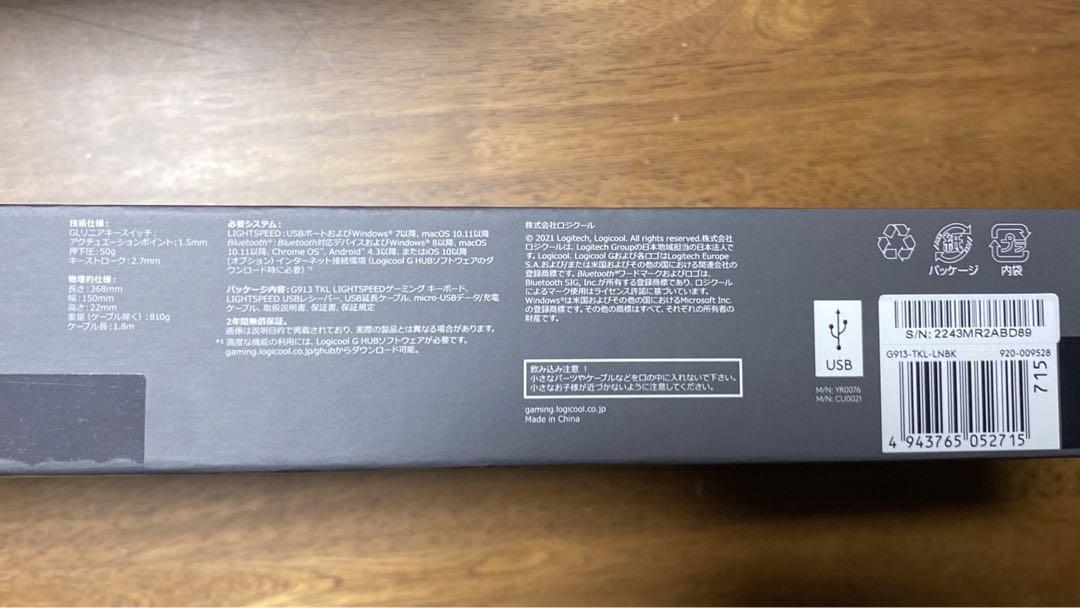 技術仕様：
GLリニアキースイッチ：
アクチュエーションポイント：1.5mm
押下圧：50g
キーストローク：2.7mm
物理的仕様：
長さ：368mm
幅：150mm
高さ：22mm
重量（ケーブル除く）：810g
ケーブル長：1.8m
必要システム：
LIGHTSPEED：USBポートおよびWindows® 7以降、macOS 10.11以降
Bluetooth®：Bluetooth対応デバイスおよびWindows® 8以降、macOS
10.11以降、Chrome OS™、Android™ 4.3以降、またはiOS 10以降
（オプション）インターネット接続環境（Logicool G HUBソフトウェアのダ
ウンロード時に必要）*¹
パッケージ内容：G913 TKL LIGHTSPEEDゲーミング キーボード、
LIGHTSPEED USBレシーバー、USB延長ケーブル、micro-USBデータ/充電
ケーブル、取扱説明書、保証書、保証規定
2年間無償保証。
画像は説明目的で掲載されており、実際の製品とは異なる場合があります。
*¹ 高度な機能の利用には、Logicool G HUBソフトウェアが必要です。
gaming.logicool.co.jp/ghubからダウンロード可能。
株式会社ロジクール
© 2021 Logitech, Logicool. All rights reserved. 株式会社
ロジクールは、Logitech Groupの日本地域担当の日本法人で
す。Logicool、Logicool Gおよび各ロゴはLogitech Europe
S.A.および/または米国およびその他の国における関連会社の
登録商標です。Bluetooth®ワードマークおよびロゴは、
Bluetooth SIG, Inc.が所有する登録商標であり、ロジクール
によるマーク使用はライセンス許諾に基づいています。
Windows®は米国およびその他の国におけるMicrosoft Inc.
の登録商標です。その他の商標はすべて、それぞれの所有者の
財産です。
飲み込み注意 ！
小さなパーツやケーブルなどを口の中に入れないで下さい。
小さなお子様が近づかないように注意してください。
gaming.logicool.co.jp
Made in China
紙
パッケージ
プラ
内袋
USB
M/N: YR0076
M/N: CU0021
S/N: 2243MR2ABD89
G913-TKL-LNBK 920-009528
715
4 943765 052715